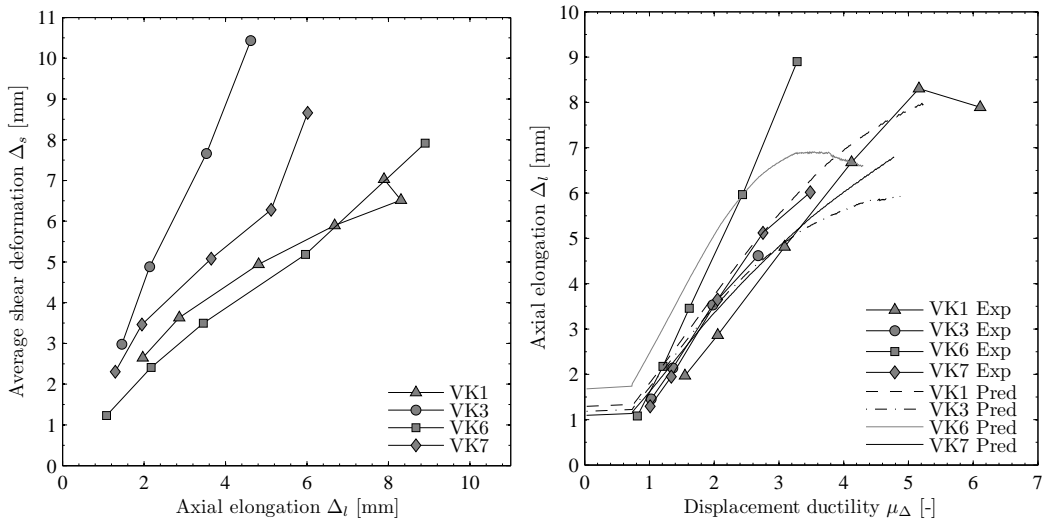 11
10
9
8
7
6
5
4
3
2
1
0
Average shear deformation Δs [mm]
0 2 4 6 8 10
Axial elongation Δl [mm]
VK1
VK3
VK6
VK7
10
9
8
7
6
5
4
3
2
1
0
Axial elongation Δl [mm]
0 1 2 3 4 5 6 7
Displacement ductility μΔ [-]
VK1 Exp
VK3 Exp
VK6 Exp
VK7 Exp
VK1 Pred
VK3 Pred
VK6 Pred
VK7 Pred